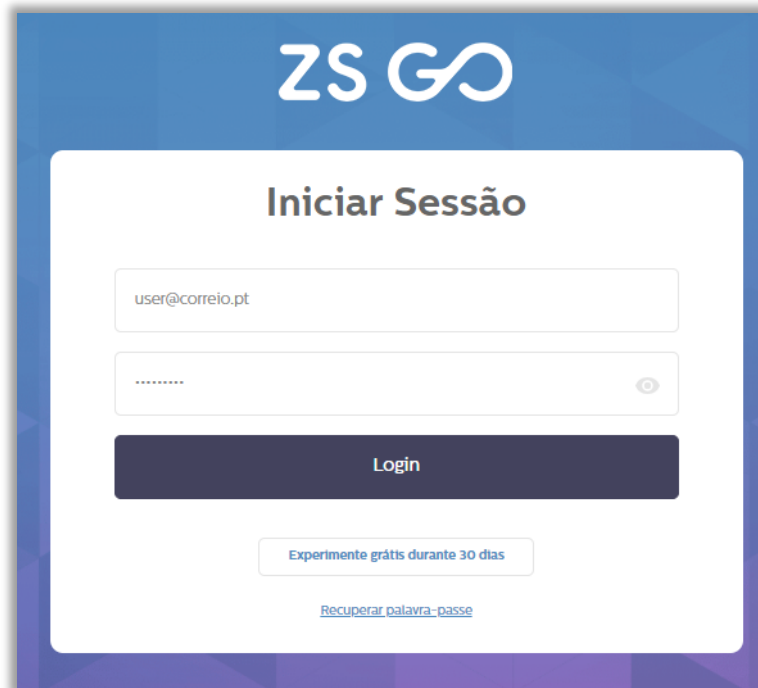 ZS GO
Iniciar Sessão
user@correio.pt
·········
Login
Experimente grátis durante 30 dias
Recuperar palavra-passe